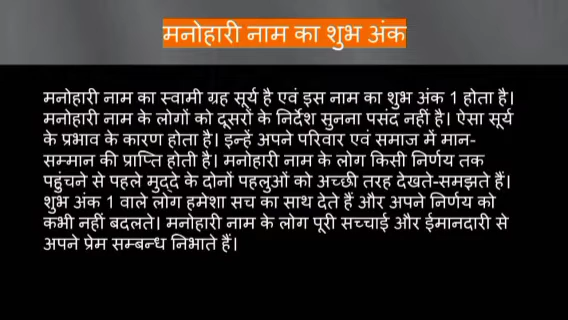 मनोहारी नाम का शुभ अंक
मनोहारी नाम का स्वामी ग्रह सूर्य है एवं इस नाम का शुभ अंक 1 होता है।
मनोहारी नाम के लोगों को दूसरों के निर्देश सुनना पसंद नहीं है। ऐसा सूर्य
के प्रभाव के कारण होता है। इन्हें अपने परिवार एवं समाज में मान-
सम्मान की प्राप्ति होती है। मनोहारी नाम के लोग किसी निर्णय तक
पहुंचने से पहले मुद्दे के दोनों पहलुओं को अच्छी तरह देखते-समझते हैं।
शुभ अंक 1 वाले लोग हमेशा सच का साथ देते हैं और अपने निर्णय को
कभी नहीं बदलते। मनोहारी नाम के लोग पूरी सच्चाई और ईमानदारी से
अपने प्रेम सम्बन्ध निभाते हैं।